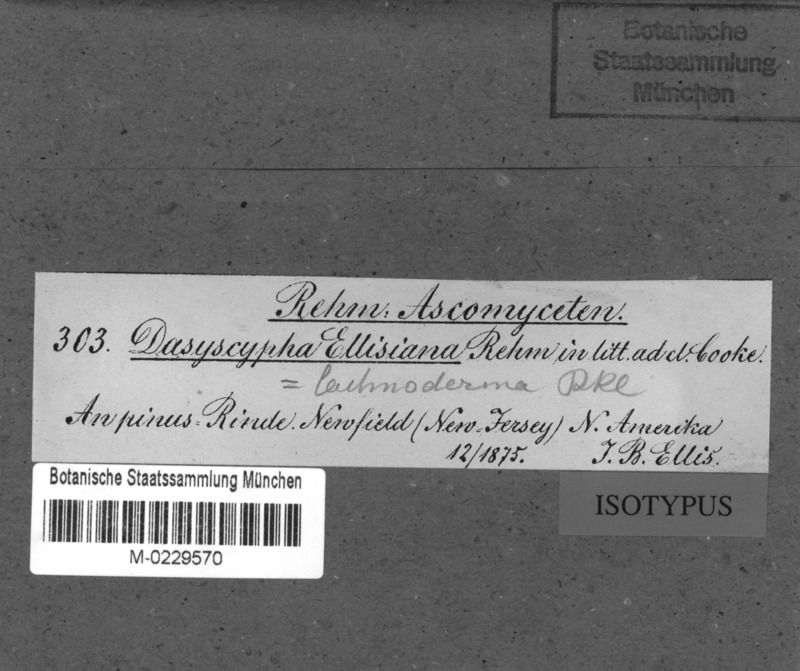 Botanische
Staatssammlung
München
Rehm: Ascomyceten.
303. Dasyscypha Ellisiana Rehm in litt. ad cl. Cooke.
= lachnoderma Rke
An pinus-Rinde. Newfield (New-Jersey) N. Amerika
12/1875. J. B. Ellis.
Botanische Staatssammlung München
M-0229570
ISOTYPUS